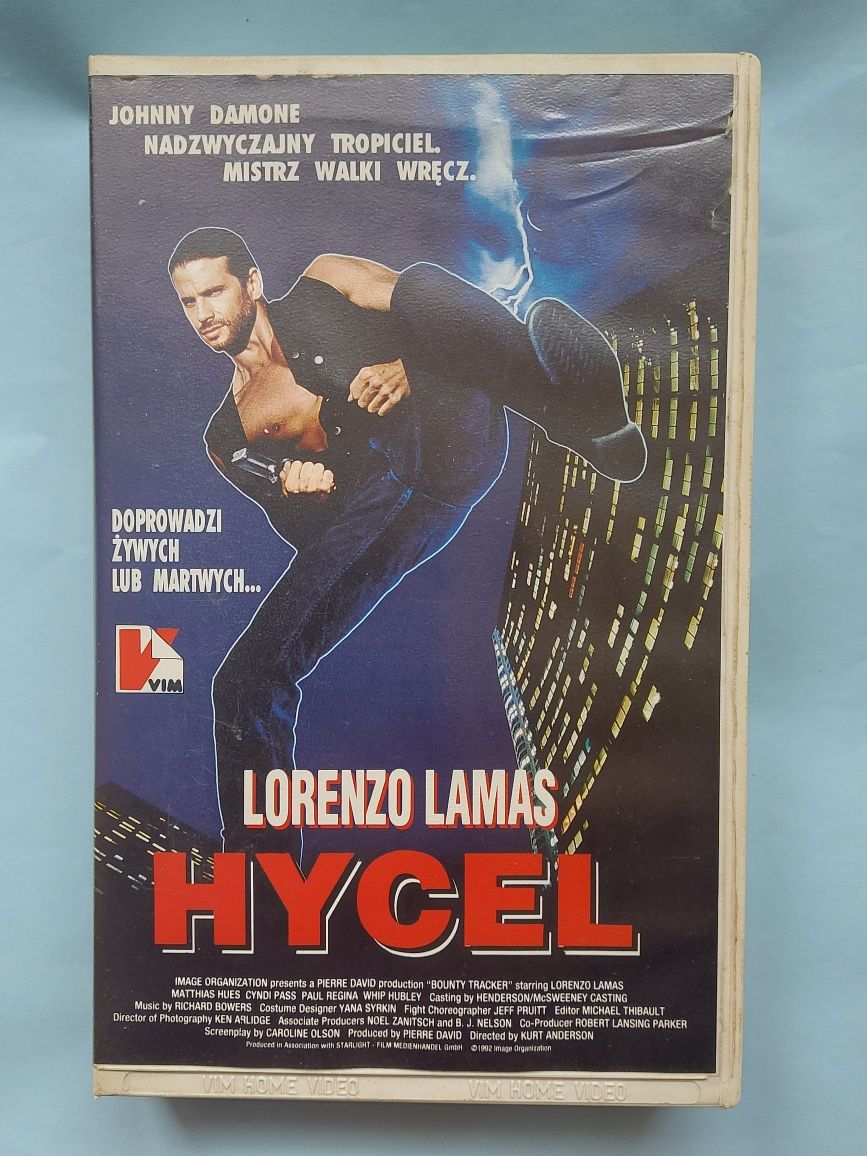 JOHNNY DAMONE
NADZWYCZAJNY TROPICIEL.
MISTRZ WALKI WRĘCZ.
DOPROWADZI
ŻYWYCH
LUB MARTWYCH...
VIM
LORENZO LAMAS
HYCEL
IMAGE ORGANIZATION presents a PIERRE DAVID production "BOUNTY TRACKER" starring LORENZO LAMAS
MATTHIAS HUES CYNDI PASS PAUL REGINA WHIP HUBLEY Casting by HENDERSON/McSWEENEY CASTING
Music by RICHARD BOWERS Costume Designer YANA SYRKIN Fight Choreographer JEFF PRUITT Editor MICHAEL THIBAULT
Director of Photography KEN ARLIDGE Associate Producers NOEL ZANITSCH and B. J. NELSON Co-Producer ROBERT LANSING PARKER
Screenplay by CAROLINE OLSON Produced by PIERRE DAVID Directed by KURT ANDERSON
Produced in Association with STARLIGHT - FILM MEDIENHANDEL GmbH ©1992 Image Organization
VIM HOME VIDEO VIM HOME VIDEO